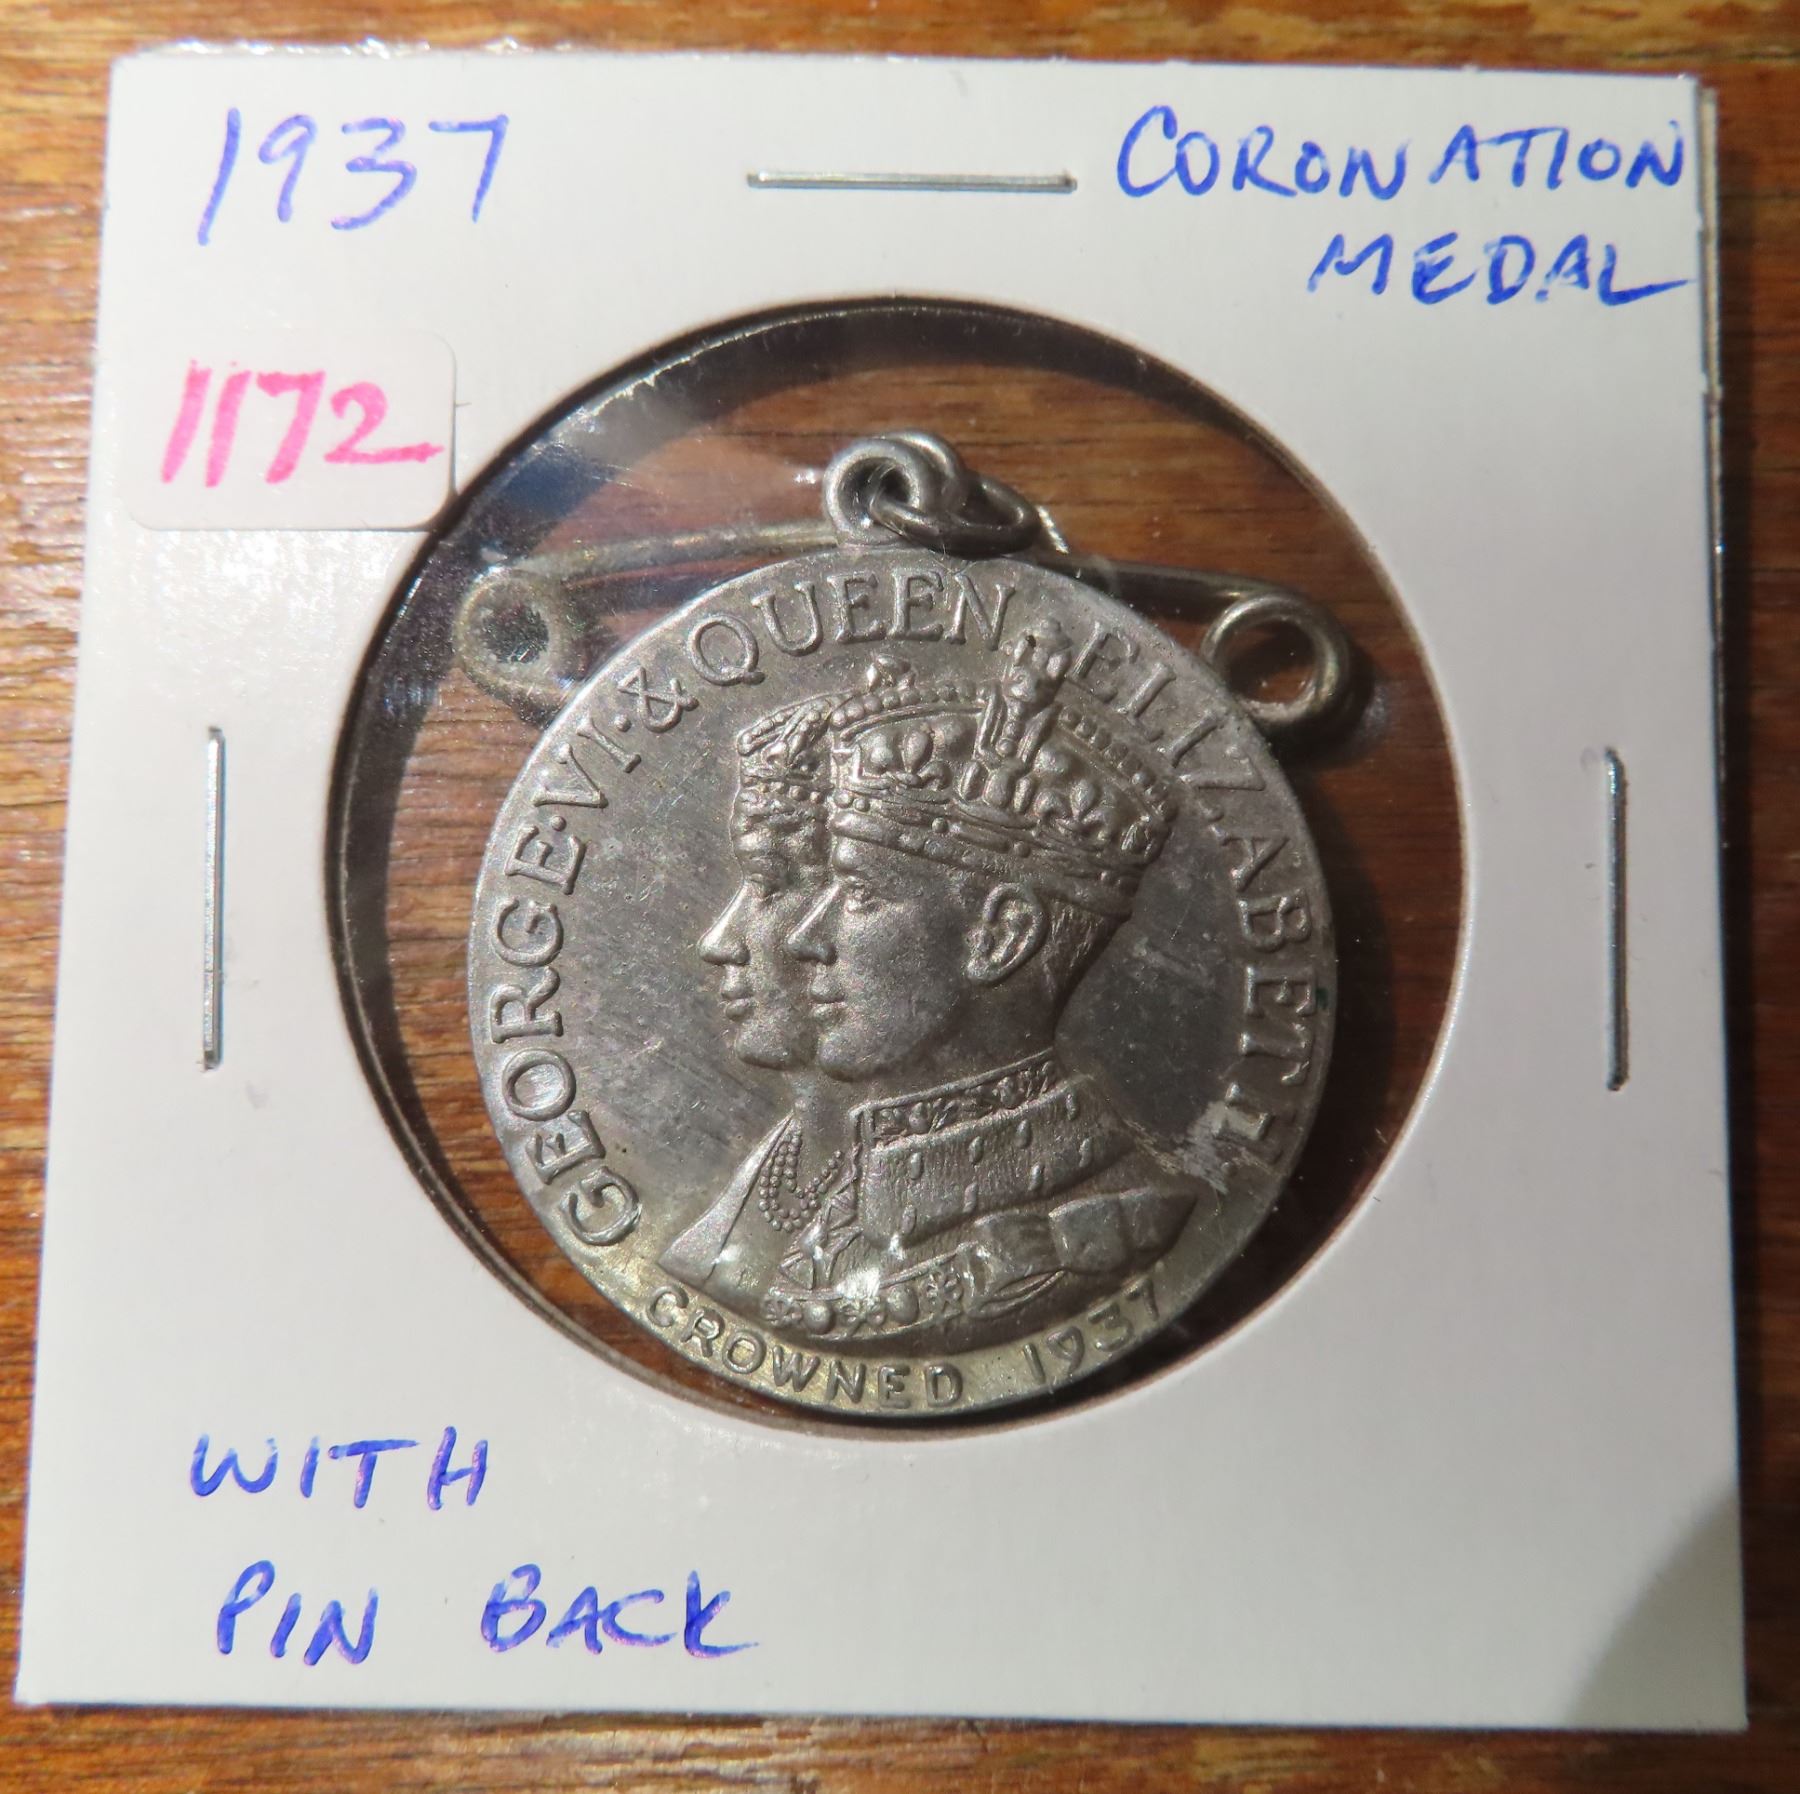 1937
CORONATION
MEDAL
1172
GEORGE·VI·& QUEEN ELIZABETH
CROWNED 1937
WITH
PIN BACK